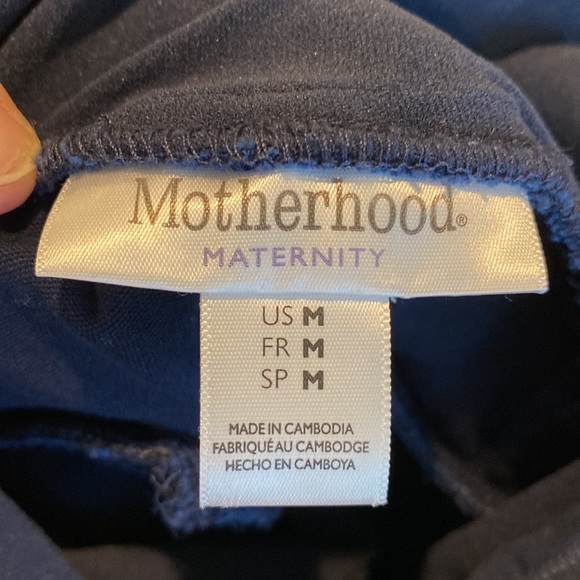 Motherhood®
MATERNITY
US M
FR M
SP M
MADE IN CAMBODIA
FABRIQUÉ AU CAMBODGE
HECHO EN CAMBOYA